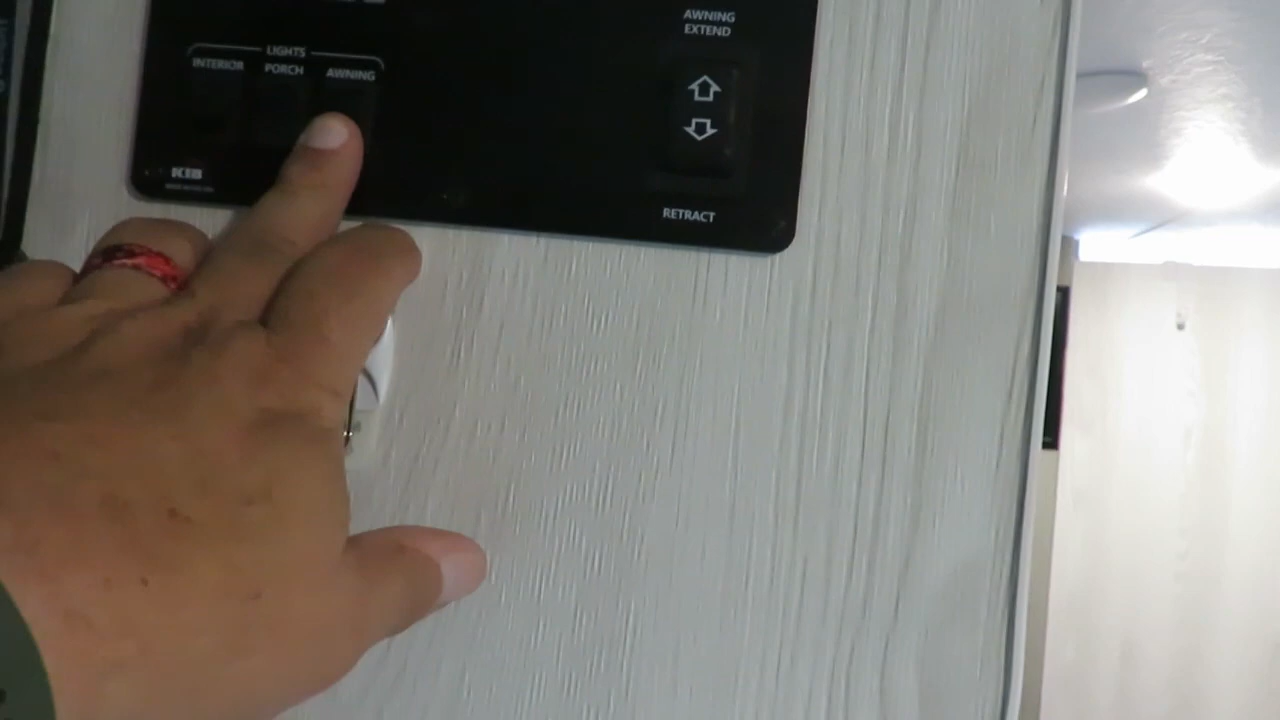 LIGHTS
INTERIOR PORCH AWNING
KIB
AWNING
EXTEND
RETRACT